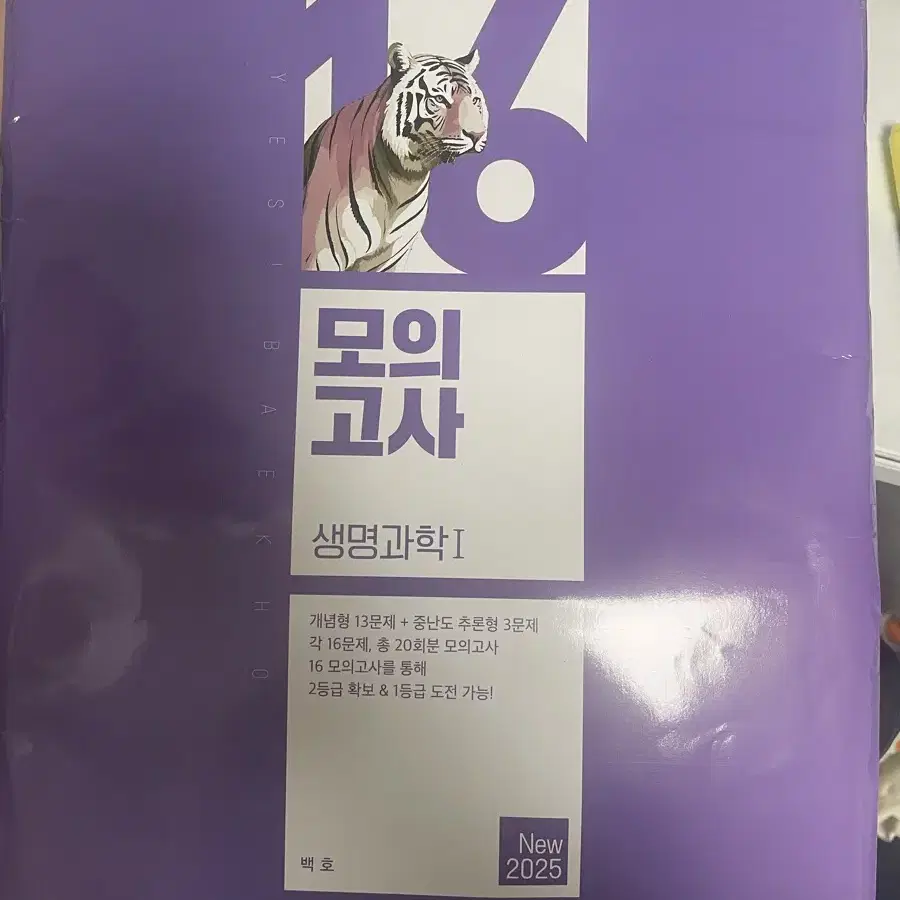 16
모의
고사
생명과학 I
개념형 13문제 + 중난도 추론형 3문제
각 16문제, 총 20회분 모의고사
16 모의고사를 통해
2등급 확보 & 1등급 도전 가능!
백 호
New
2025
YES I BAEK HO